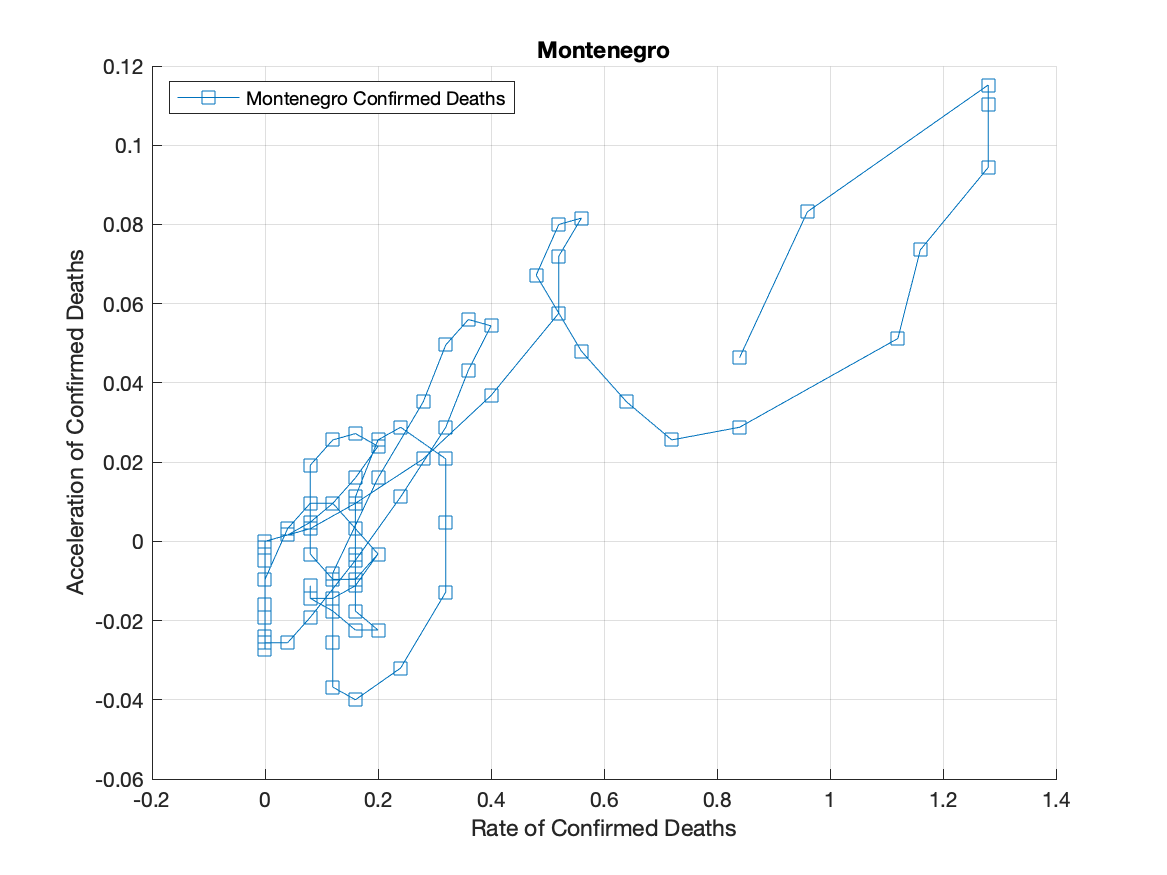 Montenegro
0.12
Montenegro Confirmed Deaths
0.1
0.08
0.06
0.04
0.02
0
-0.02
-0.04
-0.06
Acceleration of Confirmed Deaths
-0.2 0 0.2 0.4 0.6 0.8 1 1.2 1.4
Rate of Confirmed Deaths